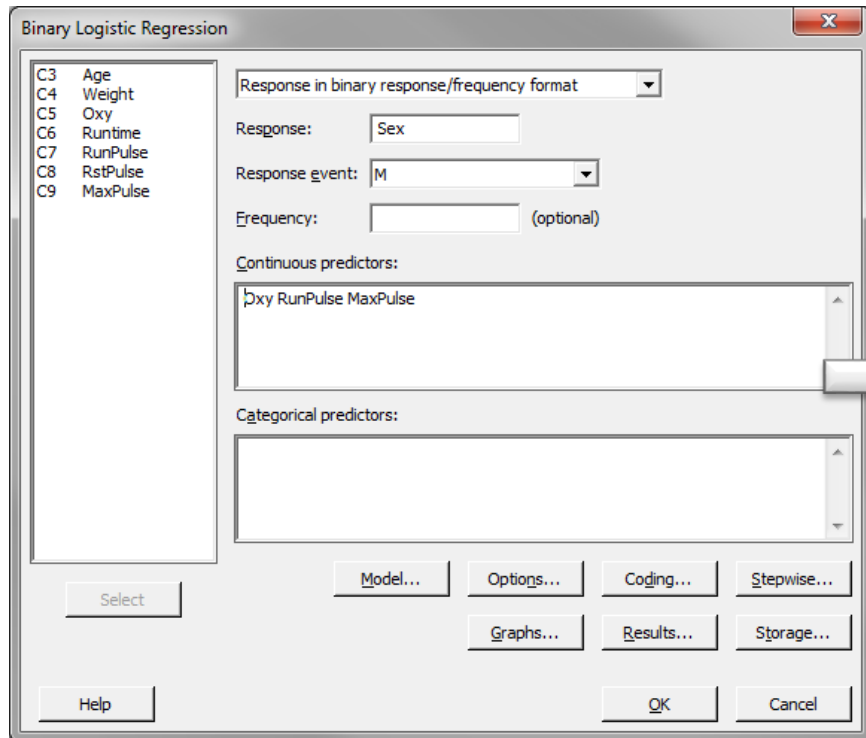 Binary Logistic Regression
C3 Age
C4 Weight
C5 Oxy
C6 Runtime
C7 RunPulse
C8 RstPulse
C9 MaxPulse
Response in binary response/frequency format
Response: Sex
Response event: M
Frequency: (optional)
Continuous predictors:
Oxy RunPulse MaxPulse
Categorical predictors:
Model... Options... Coding... Stepwise...
Select
Graphs... Results... Storage...
Help OK Cancel